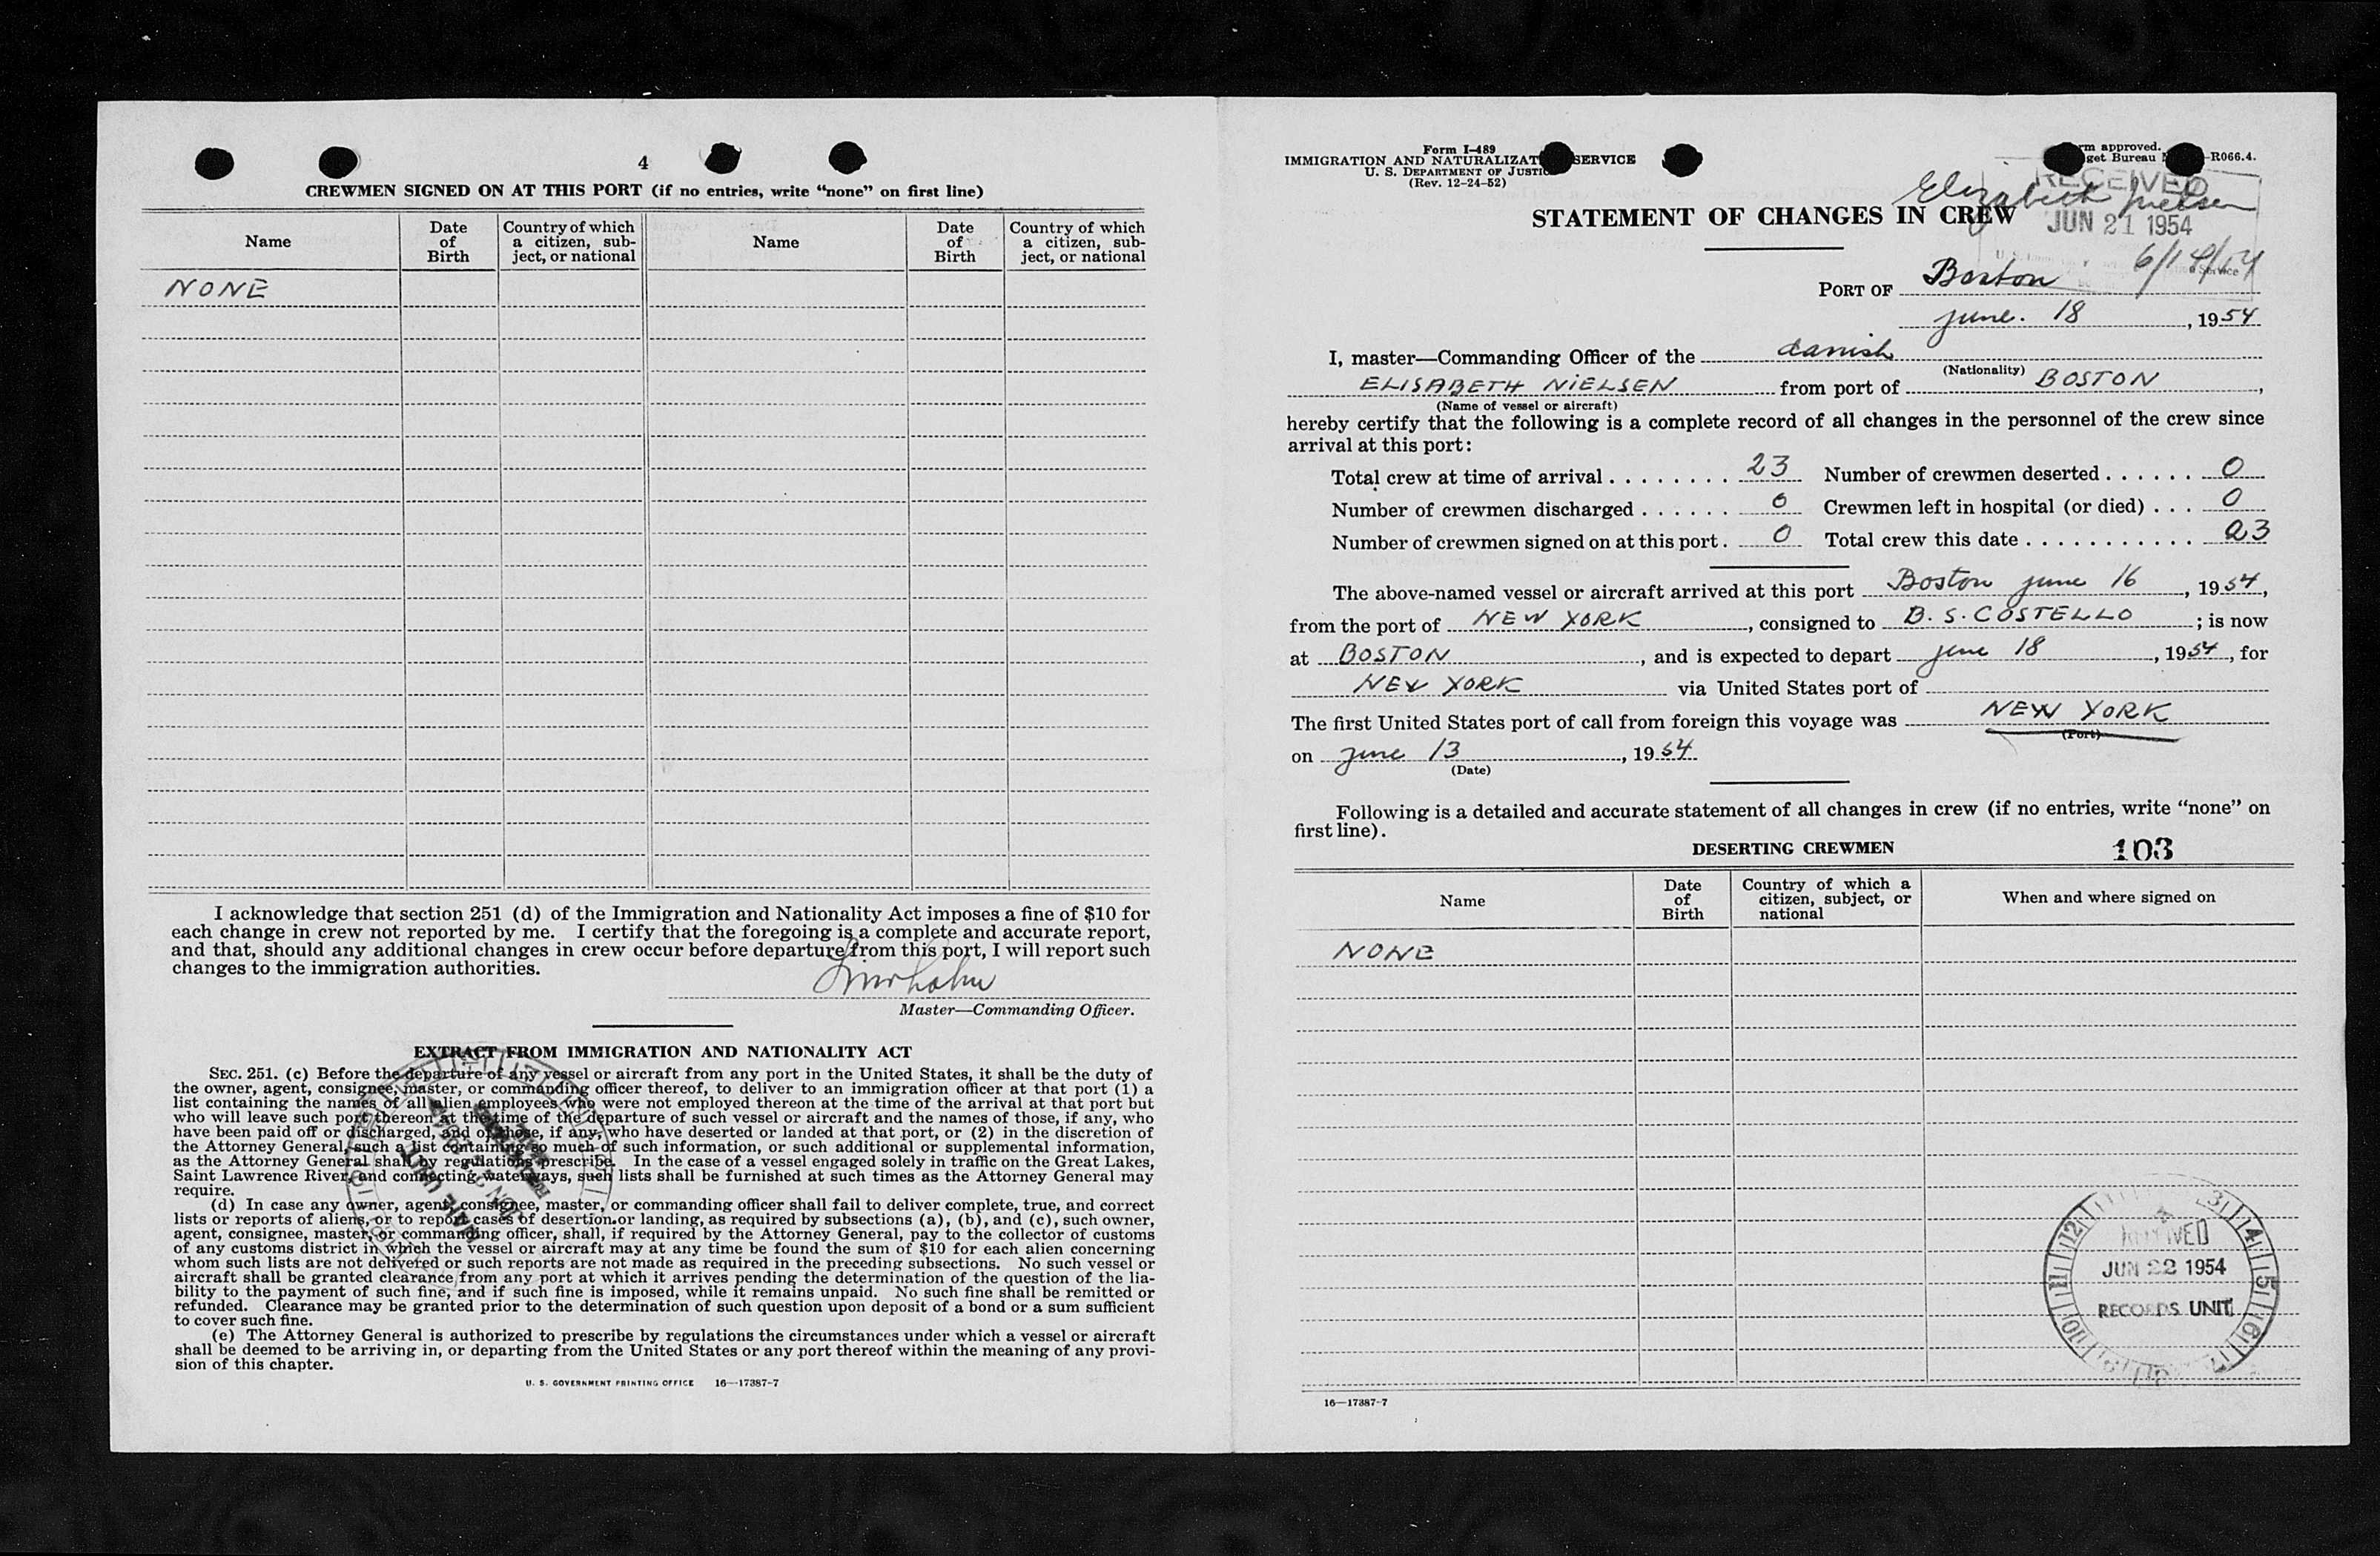 4
CREWMEN SIGNED ON AT THIS PORT (if no entries, write “none” on first line)
Name
Date of Birth
Country of which a citizen, sub-ject, or national
Name
Date of Birth
Country of which a citizen, sub-ject, or national
NONE
I acknowledge that section 251 (d) of the Immigration and Nationality Act imposes a fine of $10 for
each change in crew not reported by me. I certify that the foregoing is a complete and accurate report,
and that, should any additional changes in crew occur before departure from this port, I will report such
changes to the immigration authorities.
Master—Commanding Officer.
EXTRACT FROM IMMIGRATION AND NATIONALITY ACT
SEC. 251. (c) Before the departure of any vessel or aircraft from any port in the United States, it shall be the duty of
the owner, agent, consignee, master, or commanding officer thereof, to deliver to an immigration officer at that port (1) a
list containing the names of all alien employees who were not employed thereon at the time of the arrival at that port but
who will leave such port thereon at the time of the departure of such vessel or aircraft and the names of those, if any, who
have been paid off or discharged, and of those, if any, who have deserted or landed at that port, or (2) in the discretion of
the Attorney General such a list containing so much of such information, or such additional or supplemental information,
as the Attorney General shall by regulations prescribe. In the case of a vessel engaged solely in traffic on the Great Lakes,
Saint Lawrence River, and connecting waterways, such lists shall be furnished at such times as the Attorney General may
require.
(d) In case any owner, agent, consignee, master, or commanding officer shall fail to deliver complete, true, and correct
lists or reports of aliens, or to report cases of desertion or landing, as required by subsections (a), (b), and (c), such owner,
agent, consignee, master, or commanding officer, shall, if required by the Attorney General, pay to the collector of customs
of any customs district in which the vessel or aircraft may at any time be found the sum of $10 for each alien concerning
whom such lists are not delivered or such reports are not made as required in the preceding subsections. No such vessel or
aircraft shall be granted clearance from any port at which it arrives pending the determination of the question of the lia-
bility to the payment of such fine, and if such fine is imposed, while it remains unpaid. No such fine shall be remitted or
refunded. Clearance may be granted prior to the determination of such question upon deposit of a bond or a sum sufficient
to cover such fine.
(e) The Attorney General is authorized to prescribe by regulations the circumstances under which a vessel or aircraft
shall be deemed to be arriving in, or departing from the United States or any port thereof within the meaning of any provi-
sion of this chapter.
U. S. GOVERNMENT PRINTING OFFICE 16—17387-7
Form I-489
IMMIGRATION AND NATURALIZAT SERVICE
U. S. DEPARTMENT OF JUSTIC
(Rev. 12-24-52)
rm approved.
get Bureau -R066.4.
RECEIVED
Elizabeth Nielsen
STATEMENT OF CHANGES IN CREW
JUN 21 1954
PORT OF Boston
june. 18, 1954
I, master—Commanding Officer of the danish
(Nationality)
ELISABETH NIELSEN from port of BOSTON,
(Name of vessel or aircraft)
hereby certify that the following is a complete record of all changes in the personnel of the crew since
arrival at this port:
Total crew at time of arrival . . . . . . . . 23 Number of crewmen deserted . . . . . . 0
Number of crewmen discharged . . . . . . 0 Crewmen left in hospital (or died) . . . 0
Number of crewmen signed on at this port. 0 Total crew this date . . . . . . . . . . . 23
The above-named vessel or aircraft arrived at this port Boston june 16, 1954,
from the port of NEW YORK, consigned to B. S. COSTELLO; is now
at BOSTON, and is expected to depart june 18, 1954, for
NEW YORK via United States port of
The first United States port of call from foreign this voyage was NEW YORK
(Port)
on june 13, 1954.
(Date)
Following is a detailed and accurate statement of all changes in crew (if no entries, write “none” on
first line).
DESERTING CREWMEN 103
Name
Date of Birth
Country of which a citizen, subject, or national
When and where signed on
NONE
RECEIVED
JUN 22 1954
RECORDS UNIT
16—17387-7